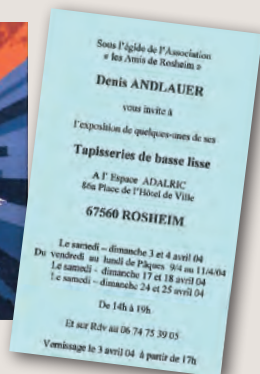 Sous l'égide de l'Association
« les Amis de Rosheim »
Denis ANDLAUER
vous invite à
l'exposition de quelques-unes de ses
Tapisseries de basse lisse
A l' Espace ADALRIC
86a Place de l'Hôtel de Ville
67560 ROSHEIM
Le samedi – dimanche 3 et 4 avril 04
Du vendredi au lundi de Pâques 9/4 au 11/4/04
Le samedi - dimanche 17 et 18 avril 04
Le samedi – dimanche 24 et 25 avril 04
De 14h à 19h
Et sur Rdv au 06 74 75 39 05
Vernissage le 3 avril 04 à partir de 17h